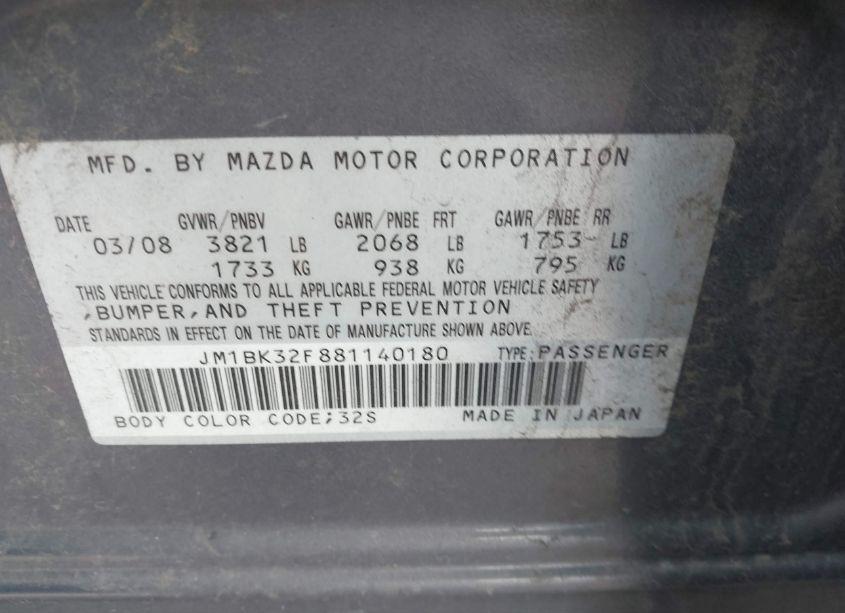 MFD. BY MAZDA MOTOR CORPORATION
DATE GVWR/PNBV GAWR/PNBE FRT GAWR/PNBE RR
03/08 3821 LB 2068 LB 1753 LB
1733 KG 938 KG 795 KG
THIS VEHICLE CONFORMS TO ALL APPLICABLE FEDERAL MOTOR VEHICLE SAFETY
,BUMPER,AND THEFT PREVENTION
STANDARDS IN EFFECT ON THE DATE OF MANUFACTURE SHOWN ABOVE.
JM1BK32F881140180 TYPE:PASSENGER
BODY COLOR CODE;32S MADE IN JAPAN